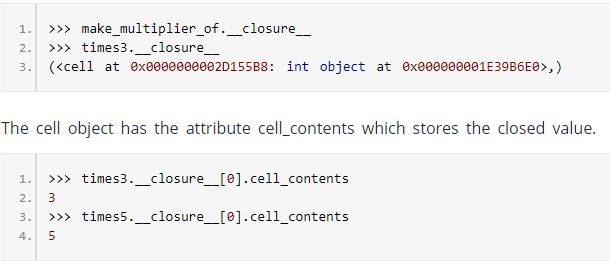 1. >>> make_multiplier_of.__closure__
2. >>> times3.__closure__
3. (<cell at 0x0000000002D155B8: int object at 0x000000001E39B6E0>,)
The cell object has the attribute cell_contents which stores the closed value.
1. >>> times3.__closure__[0].cell_contents
2. 3
3. >>> times5.__closure__[0].cell_contents
4. 5